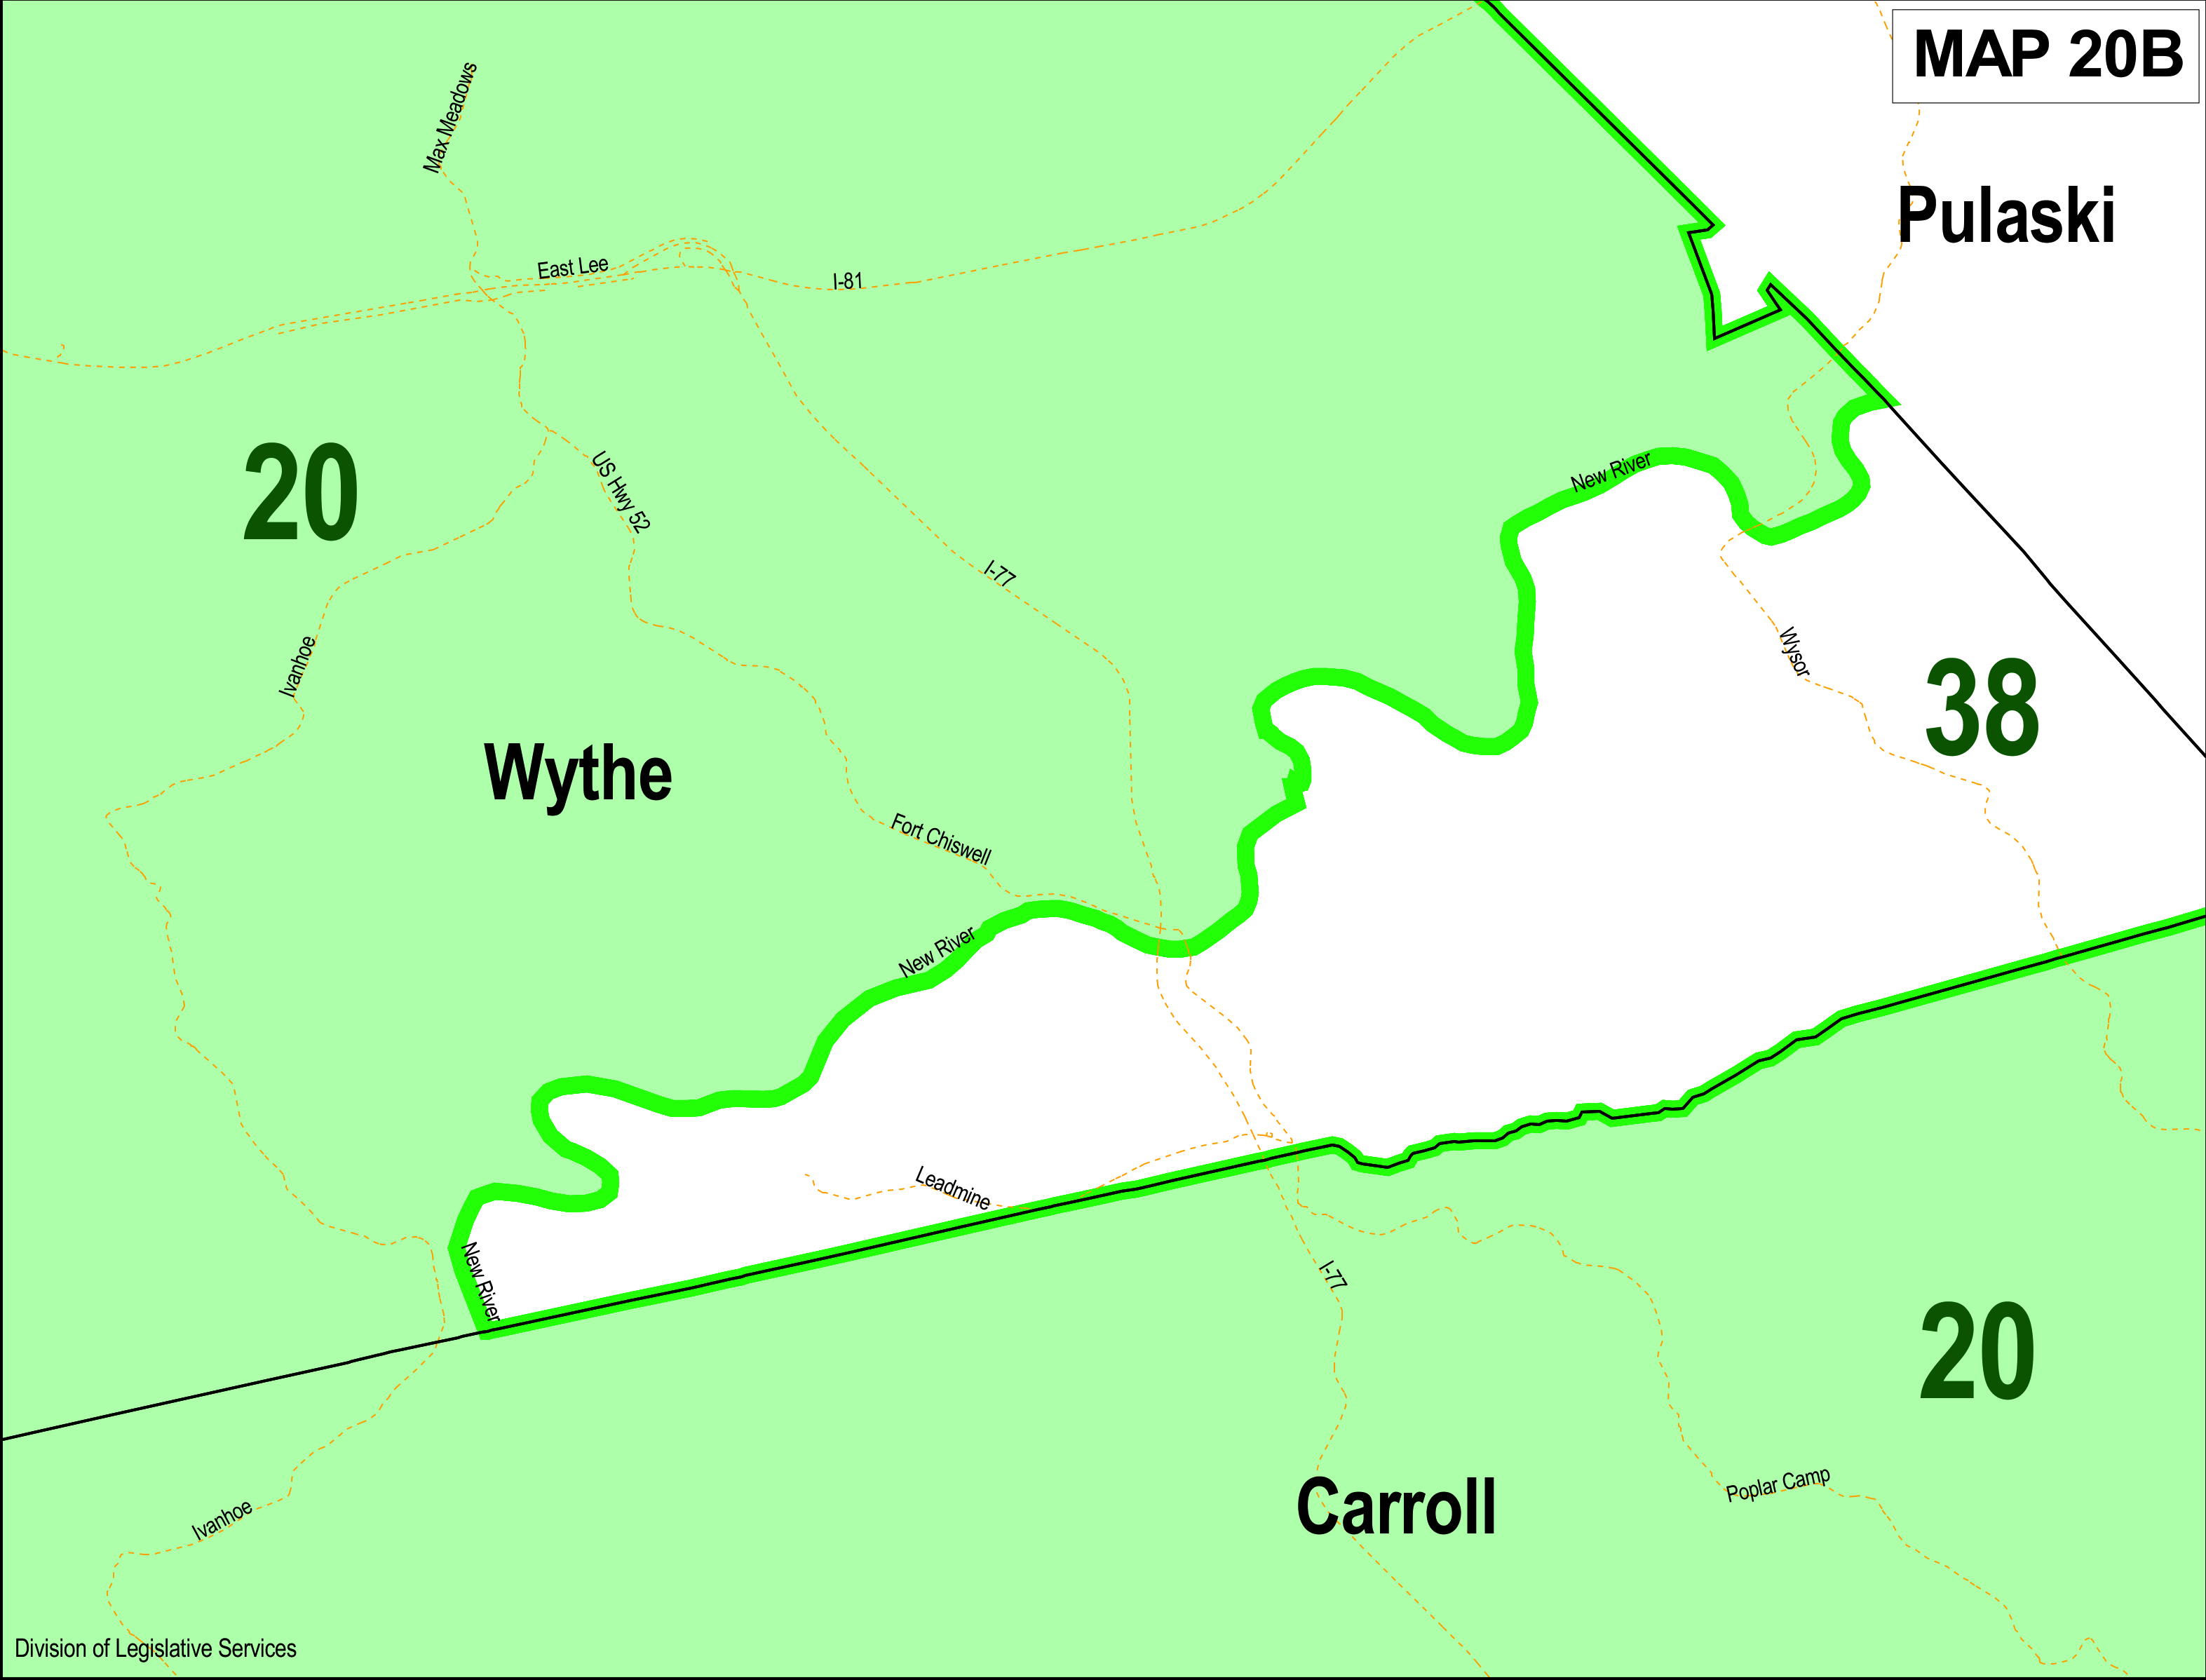 MAP 20B
Max Meadows
Pulaski
East Lee
I-81
20
US Hwy 52
New River
I-77
Ivanhoe
Wysor
38
Wythe
Fort Chiswell
New River
Leadmine
New River
I-77
20
Poplar Camp
Carroll
Ivanhoe
Division of Legislative Services